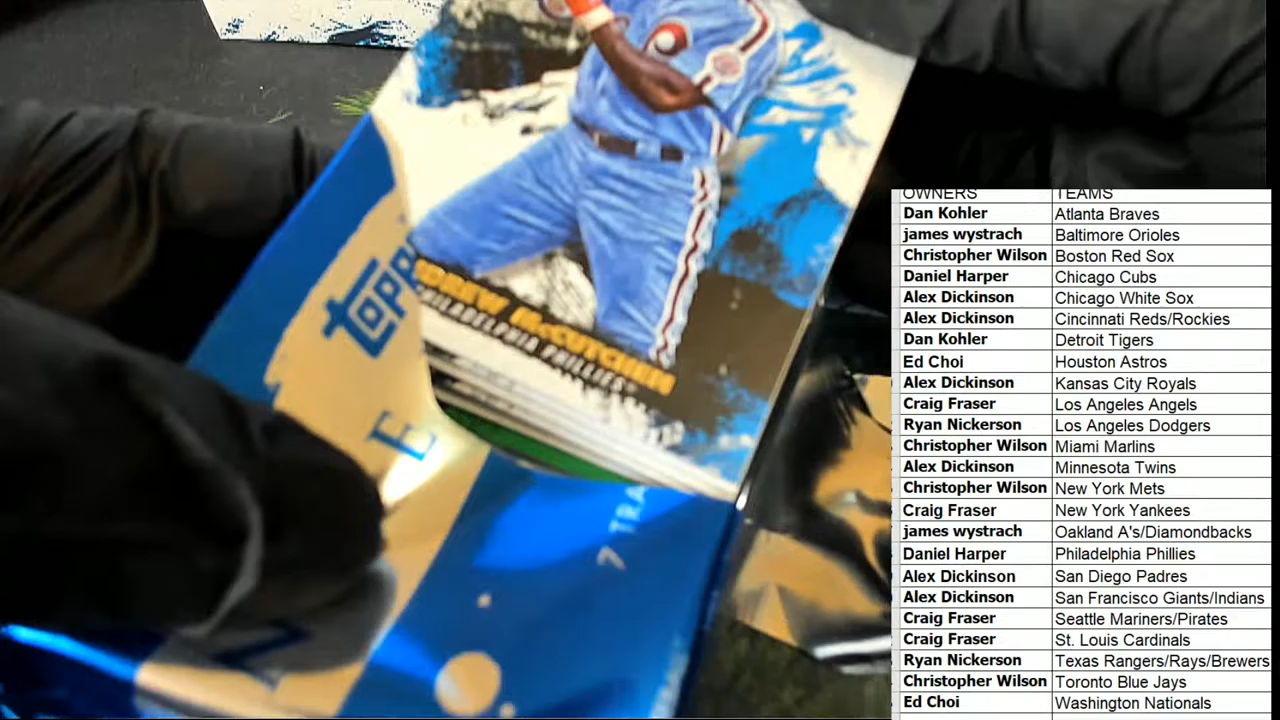 DREW McCUTCHEN
PHILADELPHIA PHILLIES
TOPP
E
7 TRA
OWNERS TEAMS
Dan Kohler Atlanta Braves
james wystrach Baltimore Orioles
Christopher Wilson Boston Red Sox
Daniel Harper Chicago Cubs
Alex Dickinson Chicago White Sox
Alex Dickinson Cincinnati Reds/Rockies
Dan Kohler Detroit Tigers
Ed Choi Houston Astros
Alex Dickinson Kansas City Royals
Craig Fraser Los Angeles Angels
Ryan Nickerson Los Angeles Dodgers
Christopher Wilson Miami Marlins
Alex Dickinson Minnesota Twins
Christopher Wilson New York Mets
Craig Fraser New York Yankees
james wystrach Oakland A's/Diamondbacks
Daniel Harper Philadelphia Phillies
Alex Dickinson San Diego Padres
Alex Dickinson San Francisco Giants/Indians
Craig Fraser Seattle Mariners/Pirates
Craig Fraser St. Louis Cardinals
Ryan Nickerson Texas Rangers/Rays/Brewers
Christopher Wilson Toronto Blue Jays
Ed Choi Washington Nationals